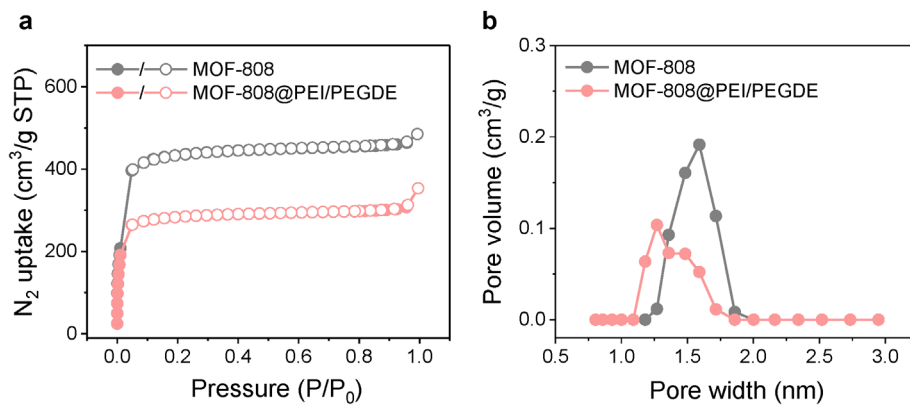 a
N₂ uptake (cm³/g STP)
600
400
200
0
/ MOF-808
/ MOF-808@PEI/PEGDE
0.0 0.2 0.4 0.6 0.8 1.0
Pressure (P/P₀)
b
Pore volume (cm³/g)
0.3
0.2
0.1
0.0
MOF-808
MOF-808@PEI/PEGDE
0.5 1.0 1.5 2.0 2.5 3.0
Pore width (nm)